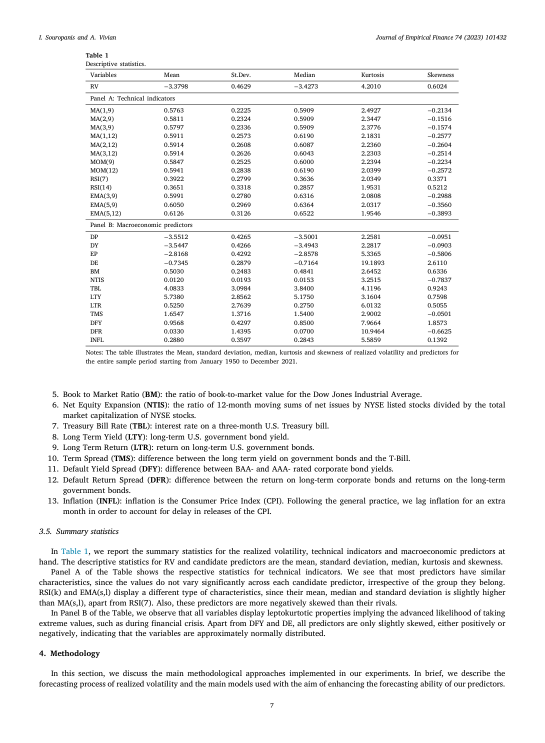 I. Souropanis and A. Vivian
Journal of Empirical Finance 74 (2023) 101432
Table 1
Descriptive statistics.
Variables Mean St.Dev. Median Kurtosis Skewness
RV −3.3798 0.4629 −3.4273 4.2010 0.6024
Panel A: Technical indicators
MA(1,9) 0.5763 0.2225 0.5909 2.4927 −0.2134
MA(2,9) 0.5811 0.2324 0.5909 2.3447 −0.1516
MA(3,9) 0.5797 0.2336 0.5909 2.3776 −0.1574
MA(1,12) 0.5911 0.2573 0.6190 2.1831 −0.2577
MA(2,12) 0.5914 0.2608 0.6087 2.2360 −0.2604
MA(3,12) 0.5914 0.2626 0.6043 2.2303 −0.2514
MOM(9) 0.5847 0.2525 0.6000 2.2394 −0.2234
MOM(12) 0.5941 0.2838 0.6190 2.0399 −0.2572
RSI(7) 0.3922 0.2799 0.3636 2.0349 0.3371
RSI(14) 0.3651 0.3318 0.2857 1.9531 0.5212
EMA(3,9) 0.5991 0.2780 0.6316 2.0808 −0.2988
EMA(5,9) 0.6050 0.2969 0.6364 2.0317 −0.3560
EMA(5,12) 0.6126 0.3126 0.6522 1.9546 −0.3893
Panel B: Macroeconomic predictors
DP −3.5512 0.4265 −3.5001 2.2581 −0.0951
DY −3.5447 0.4266 −3.4943 2.2817 −0.0903
EP −2.8168 0.4292 −2.8578 5.3365 −0.5806
DE −0.7345 0.2879 −0.7164 19.1893 2.6110
BM 0.5030 0.2483 0.4841 2.6452 0.6336
NTIS 0.0120 0.0193 0.0153 3.2515 −0.7837
TBL 4.0833 3.0984 3.8400 4.1196 0.9243
LTY 5.7380 2.8562 5.1750 3.1604 0.7598
LTR 0.5250 2.7639 0.2750 6.0132 0.5055
TMS 1.6547 1.3716 1.5400 2.9002 −0.0501
DFY 0.9568 0.4297 0.8500 7.9664 1.8573
DFR 0.0330 1.4395 0.0700 10.9464 −0.6625
INFL 0.2880 0.3597 0.2843 5.5859 0.1392
Notes: The table illustrates the Mean, standard deviation, median, kurtosis and skewness of realized volatility and predictors for
the entire sample period starting from January 1950 to December 2021.
5. Book to Market Ratio (BM): the ratio of book-to-market value for the Dow Jones Industrial Average.
6. Net Equity Expansion (NTIS): the ratio of 12-month moving sums of net issues by NYSE listed stocks divided by the total
market capitalization of NYSE stocks.
7. Treasury Bill Rate (TBL): interest rate on a three-month U.S. Treasury bill.
8. Long Term Yield (LTY): long-term U.S. government bond yield.
9. Long Term Return (LTR): return on long-term U.S. government bonds.
10. Term Spread (TMS): difference between the long term yield on government bonds and the T-Bill.
11. Default Yield Spread (DFY): difference between BAA- and AAA- rated corporate bond yields.
12. Default Return Spread (DFR): difference between the return on long-term corporate bonds and returns on the long-term
government bonds.
13. Inflation (INFL): inflation is the Consumer Price Index (CPI). Following the general practice, we lag inflation for an extra
month in order to account for delay in releases of the CPI.
3.5. Summary statistics
In Table 1, we report the summary statistics for the realized volatility, technical indicators and macroeconomic predictors at
hand. The descriptive statistics for RV and candidate predictors are the mean, standard deviation, median, kurtosis and skewness.
Panel A of the Table shows the respective statistics for technical indicators. We see that most predictors have similar
characteristics, since the values do not vary significantly across each candidate predictor, irrespective of the group they belong.
RSI(k) and EMA(s,l) display a different type of characteristics, since their mean, median and standard deviation is slightly higher
than MA(s,l), apart from RSI(7). Also, these predictors are more negatively skewed than their rivals.
In Panel B of the Table, we observe that all variables display leptokurtotic properties implying the advanced likelihood of taking
extreme values, such as during financial crisis. Apart from DFY and DE, all predictors are only slightly skewed, either positively or
negatively, indicating that the variables are approximately normally distributed.
4. Methodology
In this section, we discuss the main methodological approaches implemented in our experiments. In brief, we describe the
forecasting process of realized volatility and the main models used with the aim of enhancing the forecasting ability of our predictors.
7